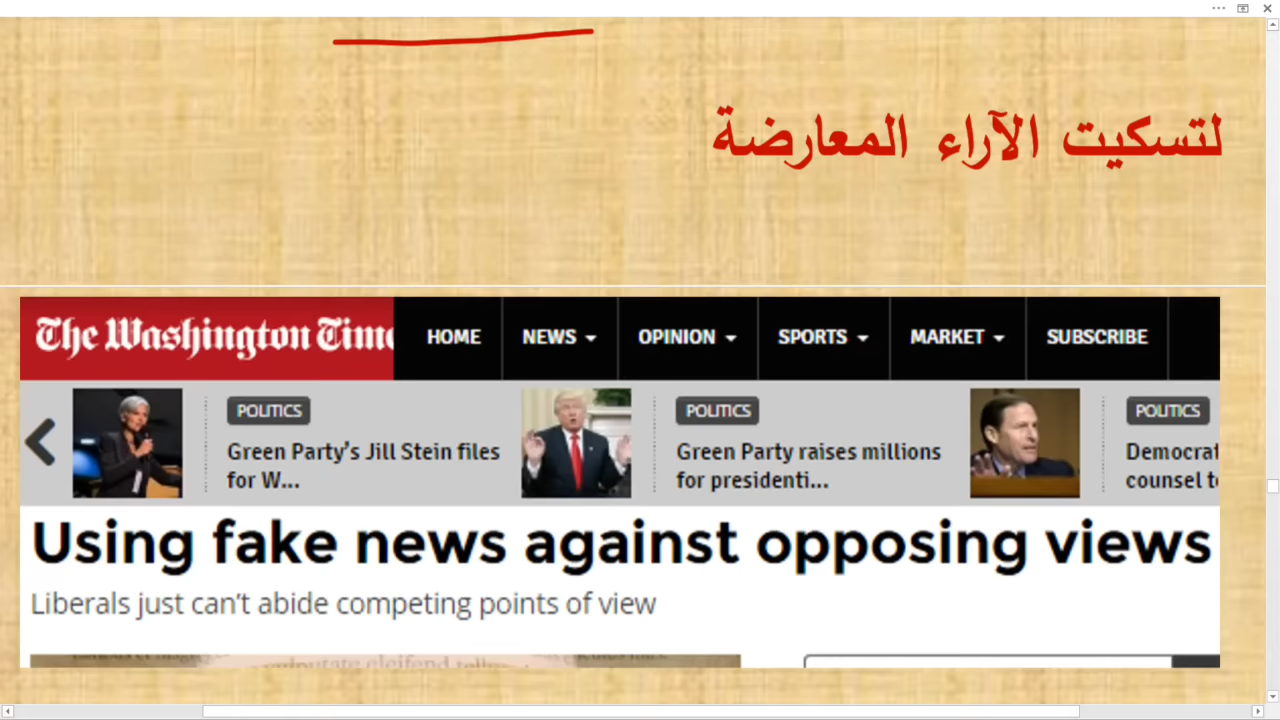 لتسكيت الآراء المعارضة
The Washington Time
HOME NEWS OPINION SPORTS MARKET SUBSCRIBE
POLITICS
Green Party's Jill Stein files
for W...
POLITICS
Green Party raises millions
for presidenti...
POLITICS
Democrat
counsel t
Using fake news against opposing views
Liberals just can't abide competing points of view